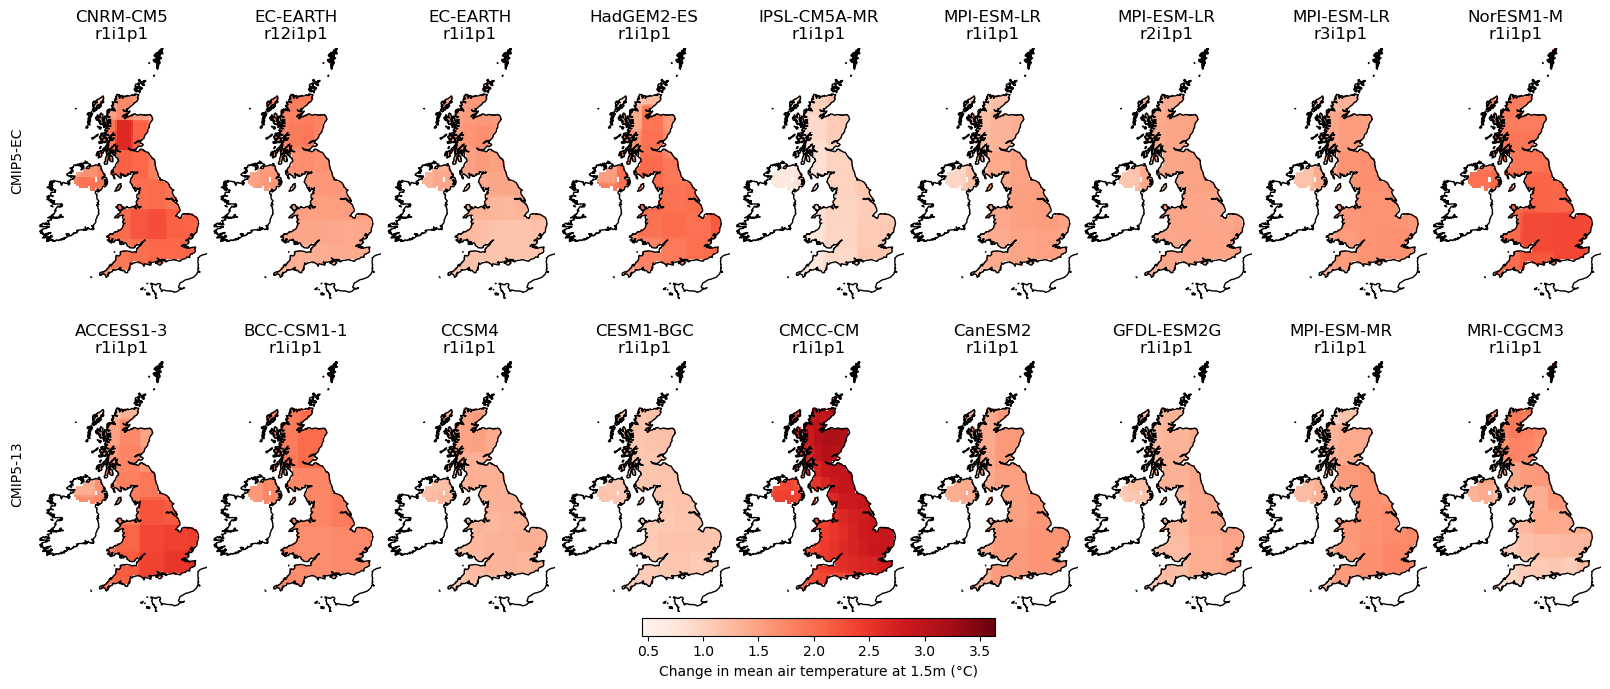 CNRM-CM5
r1i1p1
EC-EARTH
r12i1p1
EC-EARTH
r1i1p1
HadGEM2-ES
r1i1p1
IPSL-CM5A-MR
r1i1p1
MPI-ESM-LR
r1i1p1
MPI-ESM-LR
r2i1p1
MPI-ESM-LR
r3i1p1
NorESM1-M
r1i1p1
CMIP5-EC
ACCESS1-3
r1i1p1
BCC-CSM1-1
r1i1p1
CCSM4
r1i1p1
CESM1-BGC
r1i1p1
CMCC-CM
r1i1p1
CanESM2
r1i1p1
GFDL-ESM2G
r1i1p1
MPI-ESM-MR
r1i1p1
MRI-CGCM3
r1i1p1
CMIP5-13
0.5 1.0 1.5 2.0 2.5 3.0 3.5
Change in mean air temperature at 1.5m (°C)